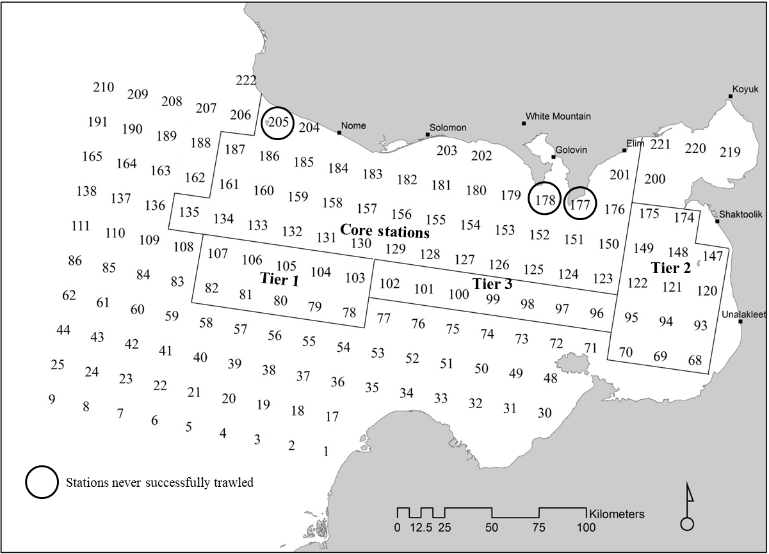 222
210 209 208 207 206 205 204 Nome
Koyuk
White Mountain
Solomon
Golovin
Elim
191 190 189 188 187 186 185 184 183 203 202 201 221 220 219
165 164 163 162 161 160 159 158 157 182 181 180 179 178 177 176 200
138 137 136 135 134 133 132 131 130 156 155 154 153 152 151 150 175 174 Shaktoolik
Core stations
111 110 109 108 107 106 105 104 103 129 128 127 126 125 124 123 149 148 147
Tier 1
Tier 3
Tier 2
86 85 84 83 82 81 80 79 78 102 101 100 99 98 97 96 122 121 120
Unalakleet
62 61 60 59 58 57 56 55 54 77 76 75 74 73 72 71 95 94 93
44 43 42 41 40 39 38 37 36 53 52 51 50 49 48 70 69 68
25 24 23 22 21 20 19 18 17 35 34 33 32 31 30
9 8 7 6 5 4 3 2 1
Stations never successfully trawled
Kilometers
0 12.5 25 50 75 100